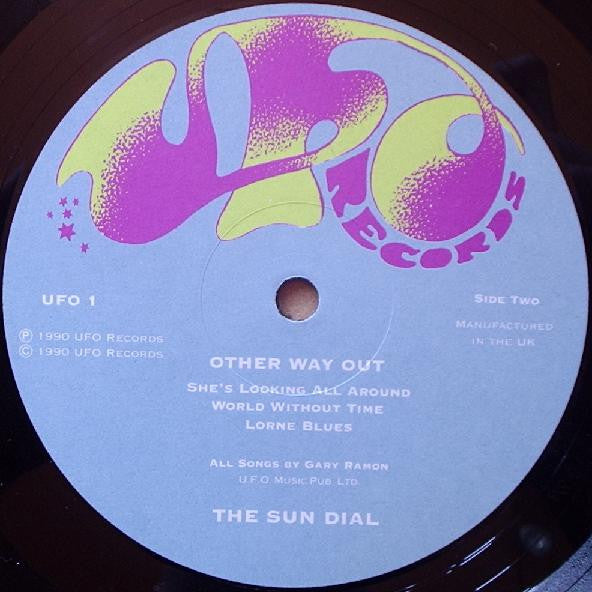 UFO
RECORDS
UFO 1
SIDE TWO
Ⓟ 1990 UFO RECORDS
© 1990 UFO RECORDS
MANUFACTURED
IN THE UK
OTHER WAY OUT
SHE'S LOOKING ALL AROUND
WORLD WITHOUT TIME
LORNE BLUES
ALL SONGS BY GARY RAMON
U.F.O MUSIC PUB. LTD.
THE SUN DIAL